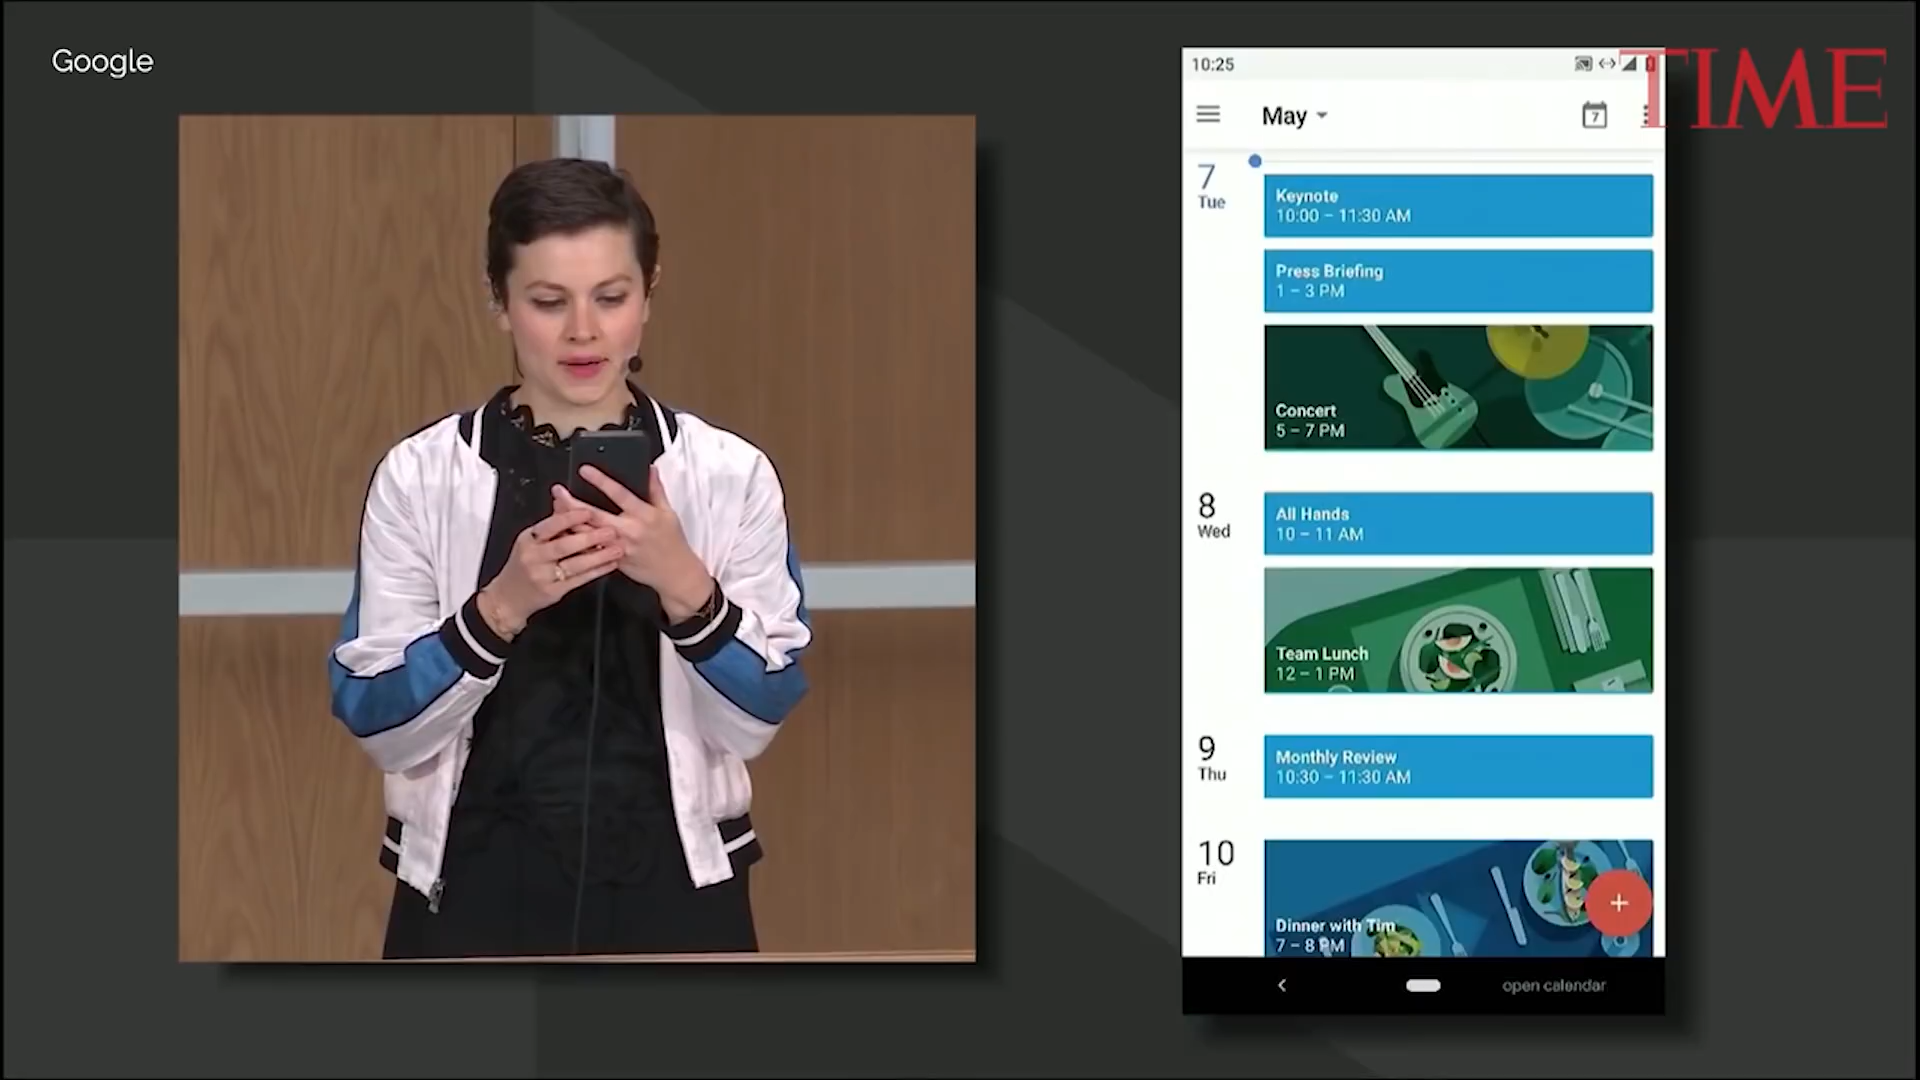 Google
TIME
10:25
May
7
7
Tue
Keynote
10:00 – 11:30 AM
Press Briefing
1 – 3 PM
Concert
5 – 7 PM
8
Wed
All Hands
10 – 11 AM
Team Lunch
12 – 1 PM
9
Thu
Monthly Review
10:30 – 11:30 AM
10
Fri
Dinner with Tim
7 – 8 PM
open calendar